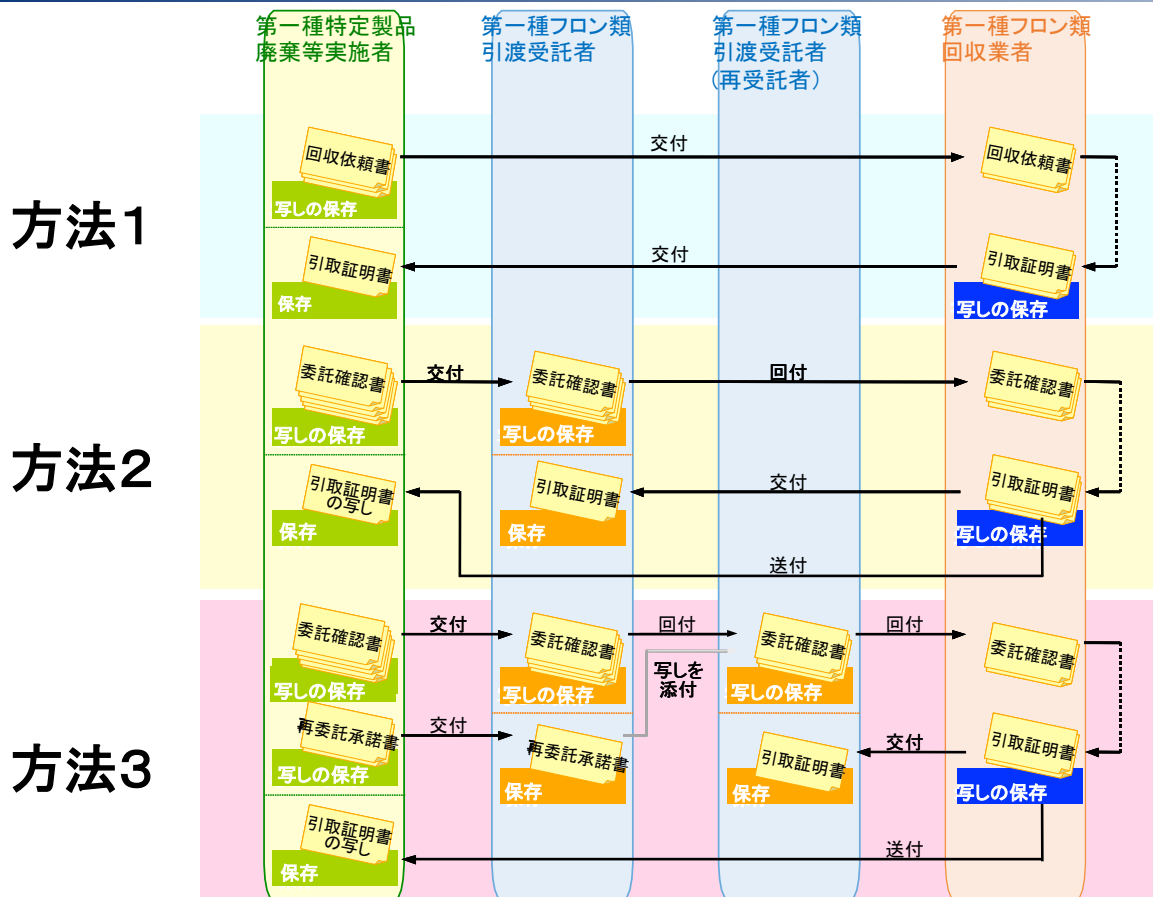 第一種特定製品
廃棄等実施者
第一種フロン類
引渡受託者
第一種フロン類
引渡受託者
(再受託者)
第一種フロン類
回収業者
方法1
回収依頼書
写しの保存
交付
回収依頼書
引取証明書
保存
交付
引取証明書
写しの保存
方法2
委託確認書
写しの保存
交付
委託確認書
写しの保存
回付
委託確認書
引取証明書
の写し
保存
引取証明書
保存
交付
引取証明書
写しの保存
送付
方法3
委託確認書
写しの保存
交付
委託確認書
写しの保存
回付
写しを
添付
委託確認書
写しの保存
回付
委託確認書
再委託承諾書
写しの保存
交付
再委託承諾書
保存
引取証明書
保存
交付
引取証明書
写しの保存
引取証明書
の写し
保存
送付